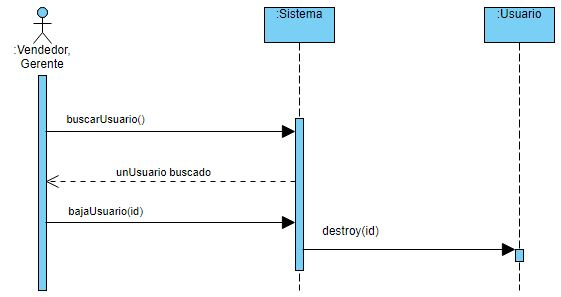 :Sistema
:Usuario
:Vendedor,
Gerente
buscarUsuario()
unUsuario buscado
bajaUsuario(id)
destroy(id)